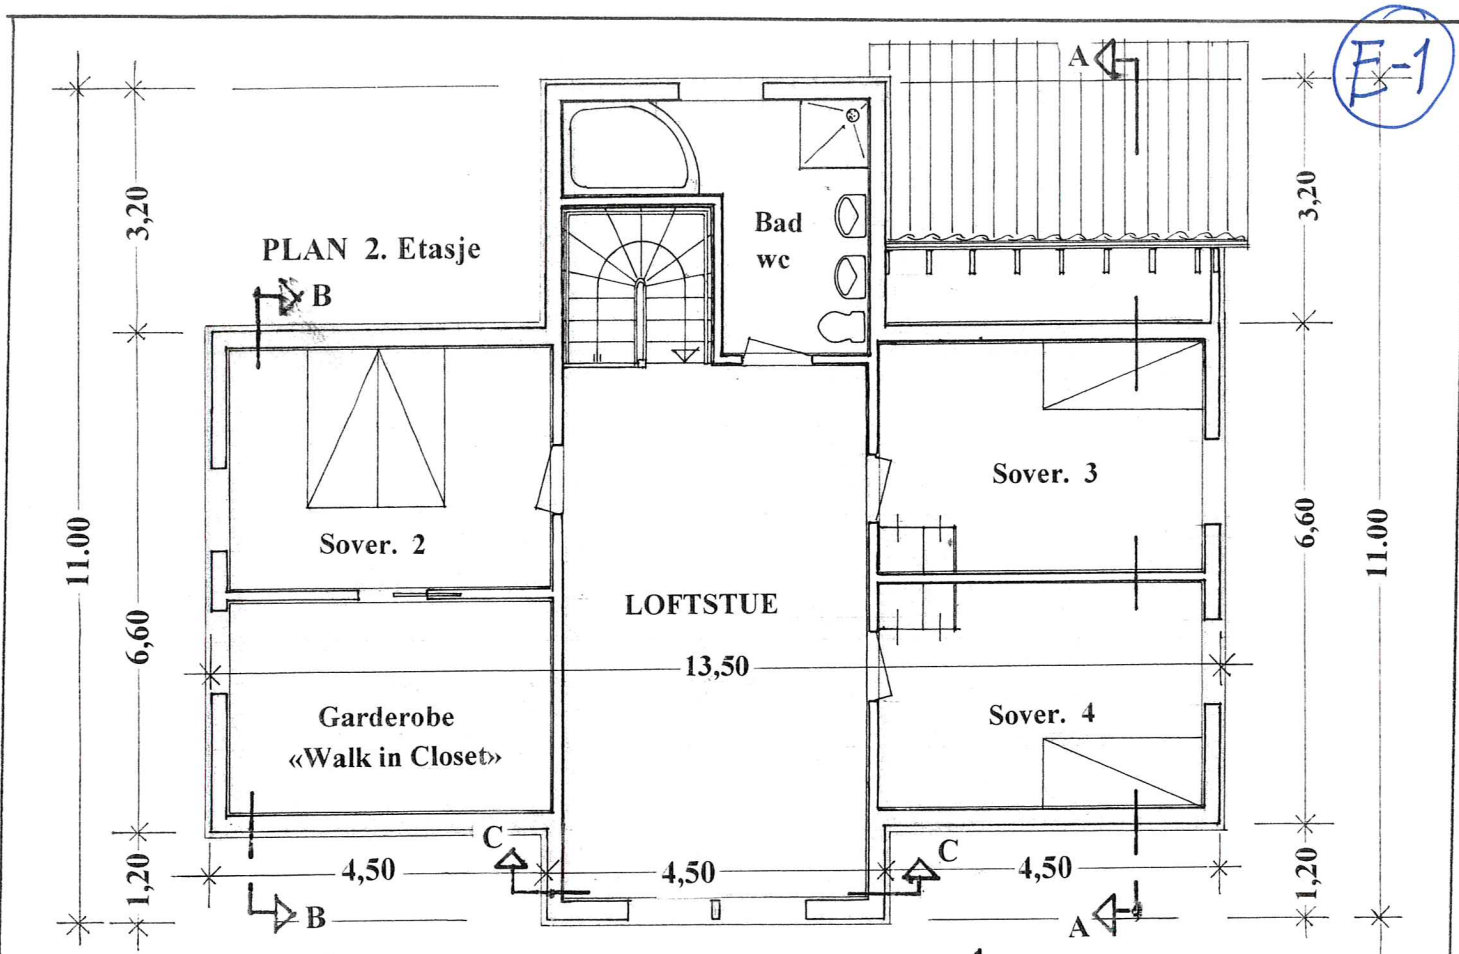 E-1
A
3,20
3,20
Bad
wc
PLAN 2. Etasje
B
Sover. 3
11.00
6,60
11.00
Sover. 2
LOFTSTUE
6,60
13,50
Garderobe
«Walk in Closet»
Sover. 4
C
C
1,20
4,50
4,50
4,50
1,20
B
A